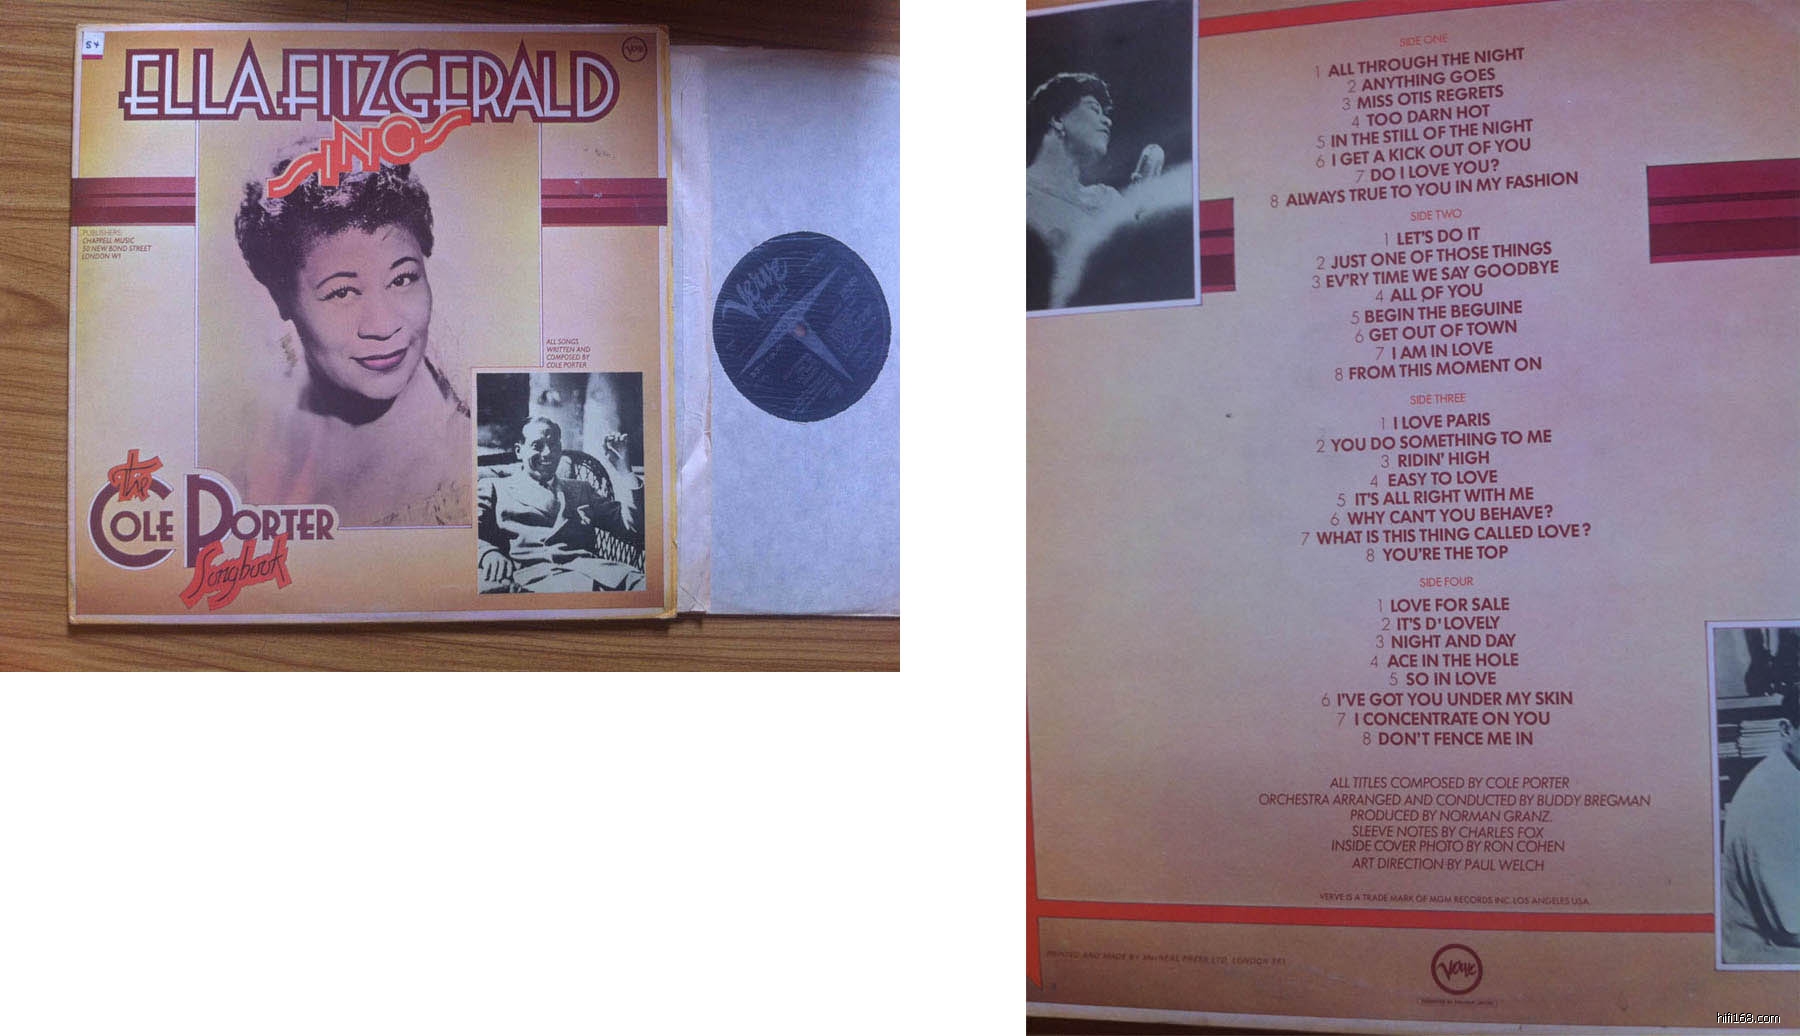 54
Verve
ELLA FITZGERALD
SINGS
PUBLISHERS:
CHAPPELL MUSIC
50 NEW BOND STREET
LONDON W1
ALL SONGS
WRITTEN AND
COMPOSED BY
COLE PORTER
the
COLE PORTER
Songbook
Verve
SIDE ONE
1 ALL THROUGH THE NIGHT
2 ANYTHING GOES
3 MISS OTIS REGRETS
4 TOO DARN HOT
5 IN THE STILL OF THE NIGHT
6 I GET A KICK OUT OF YOU
7 DO I LOVE YOU?
8 ALWAYS TRUE TO YOU IN MY FASHION
SIDE TWO
1 LET'S DO IT
2 JUST ONE OF THOSE THINGS
3 EV'RY TIME WE SAY GOODBYE
4 ALL OF YOU
5 BEGIN THE BEGUINE
6 GET OUT OF TOWN
7 I AM IN LOVE
8 FROM THIS MOMENT ON
SIDE THREE
1 I LOVE PARIS
2 YOU DO SOMETHING TO ME
3 RIDIN' HIGH
4 EASY TO LOVE
5 IT'S ALL RIGHT WITH ME
6 WHY CAN'T YOU BEHAVE?
7 WHAT IS THIS THING CALLED LOVE?
8 YOU'RE THE TOP
SIDE FOUR
1 LOVE FOR SALE
2 IT'S D'LOVELY
3 NIGHT AND DAY
4 ACE IN THE HOLE
5 SO IN LOVE
6 I'VE GOT YOU UNDER MY SKIN
7 I CONCENTRATE ON YOU
8 DON'T FENCE ME IN
ALL TITLES COMPOSED BY COLE PORTER
ORCHESTRA ARRANGED AND CONDUCTED BY BUDDY BREGMAN
PRODUCED BY NORMAN GRANZ.
SLEEVE NOTES BY CHARLES FOX
INSIDE COVER PHOTO BY RON COHEN
ART DIRECTION BY PAUL WELCH
VERVE IS A TRADE MARK OF MGM RECORDS INC. LOS ANGELES USA.
PRINTED AND MADE BY PRESS LTD, LONDON SE1
Verve
hifi168.com